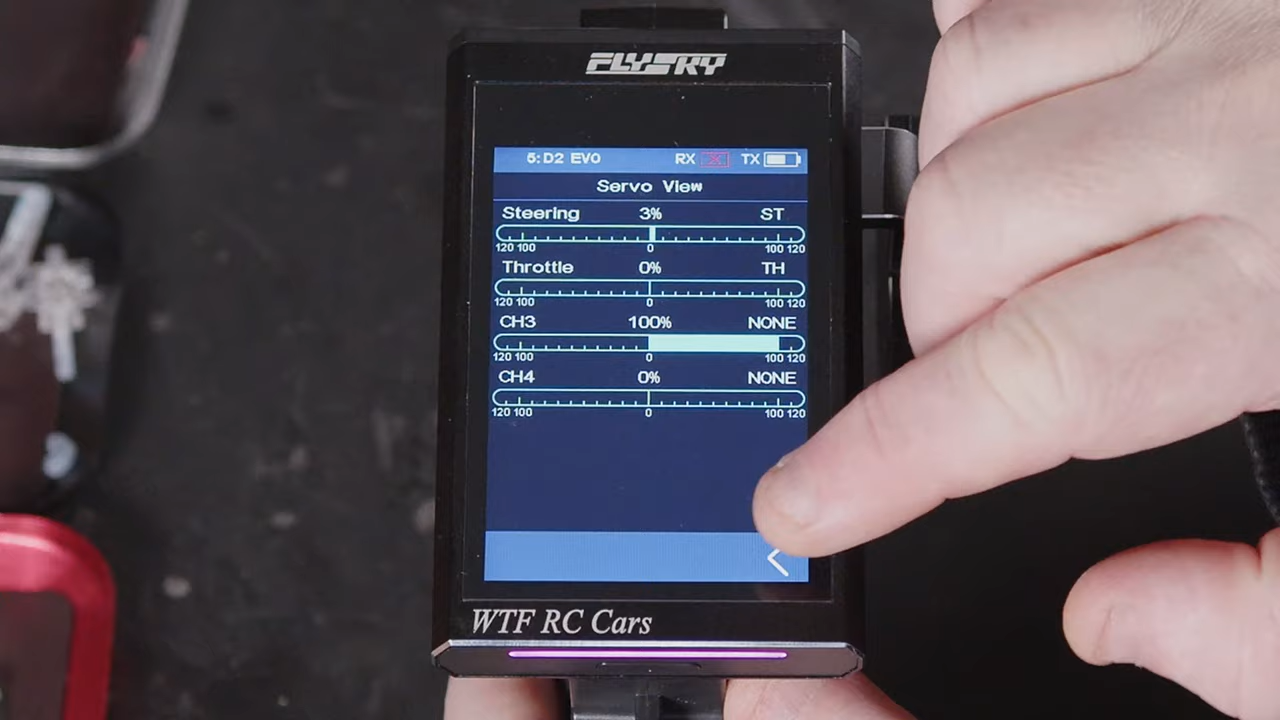 FLYSKY
5: D2 EVO RX TX
Servo View
Steering 3% ST
120 100 0 100 120
Throttle 0% TH
120 100 0 100 120
CH3 100% NONE
120 100 0 100 120
CH4 0% NONE
120 100 0 100 120
WTF RC Cars